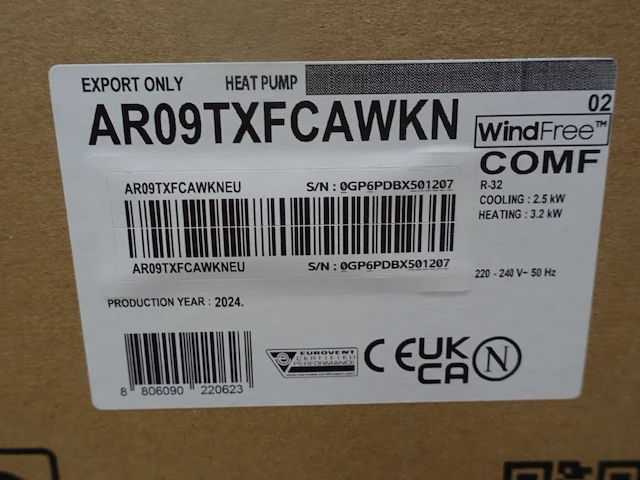 EXPORT ONLY HEAT PUMP
02
AR09TXFCAWKN
WindFree™
COMF
AR09TXFCAWKNEU S/N : 0GP6PDBX501207
AR09TXFCAWKNEU S/N : 0GP6PDBX501207
R-32
COOLING : 2.5 kW
HEATING : 3.2 kW
220 - 240 V~ 50 Hz
PRODUCTION YEAR : 2024.
8 806090 220623
EUROVENT
CERTIFIED
PERFORMANCE
CE
UK
CA
N